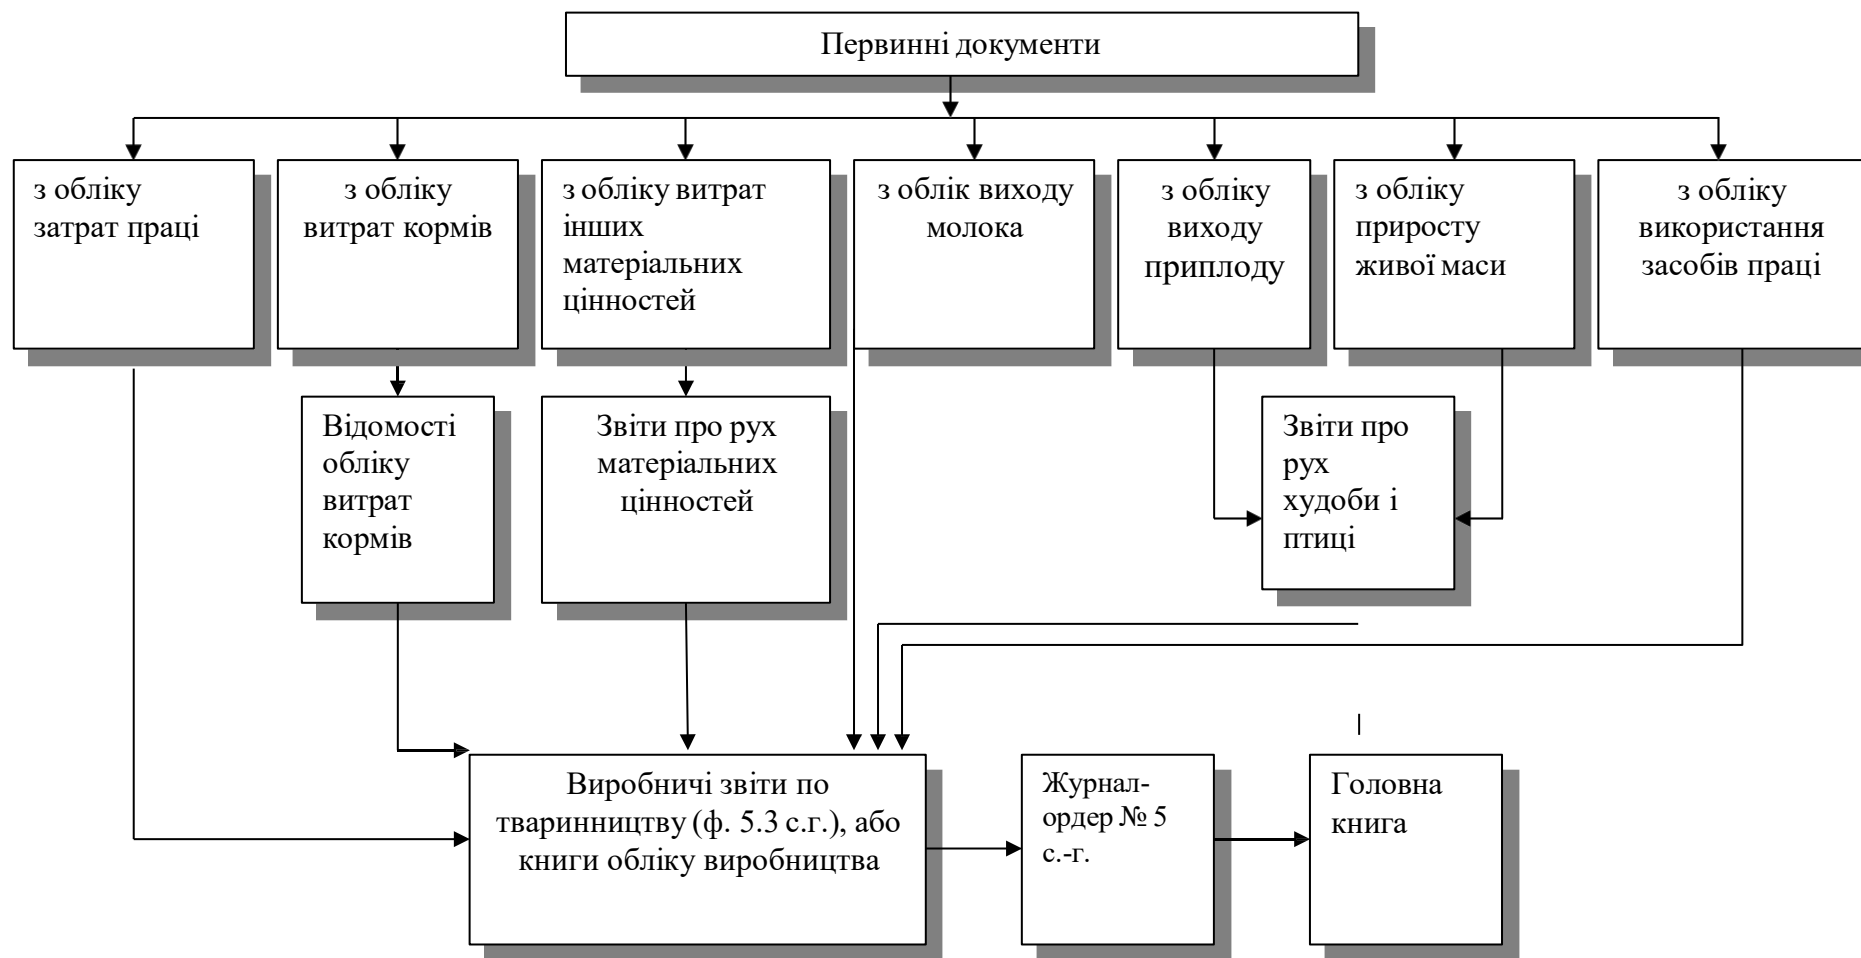 Первинні документи
з обліку
затрат праці
з обліку
витрат кормів
з обліку витрат
інших
матеріальних
цінностей
з облік виходу
молока
з обліку
виходу
приплоду
з обліку
приросту
живої маси
з обліку
використання
засобів праці
Відомості
обліку
витрат
кормів
Звіти про рух
матеріальних
цінностей
Звіти про
рух
худоби і
птиці
Виробничі звіти по
тваринництву (ф. 5.3 с.г.), або
книги обліку виробництва
Журнал-
ордер № 5
с.-г.
Головна
книга